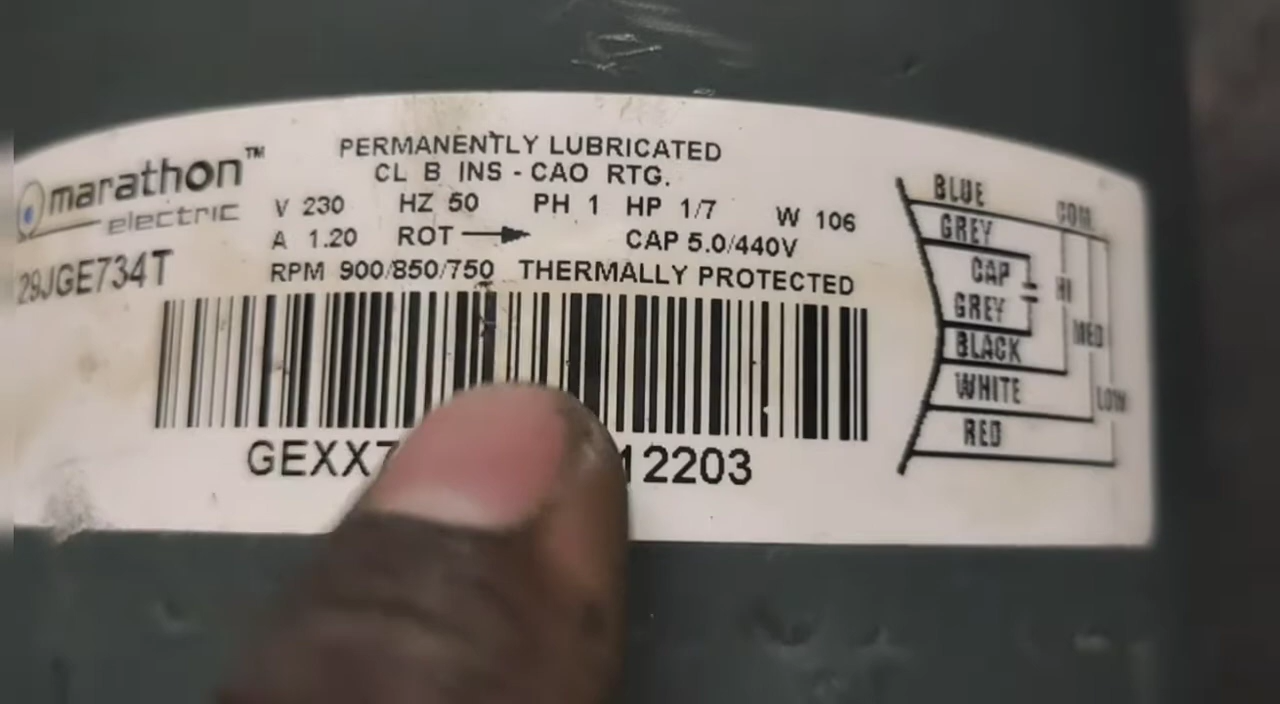 marathon™
electric
29JGE734T
PERMANENTLY LUBRICATED
CL B INS - CAO RTG.
V 230 HZ 50 PH 1 HP 1/7 W 106
A 1.20 ROT CAP 5.0/440V
RPM 900/850/750 THERMALLY PROTECTED
GEXX7 12203
BLUE
COM.
GREY
CAP
HI
GREY
MED
BLACK
WHITE
LOW
RED